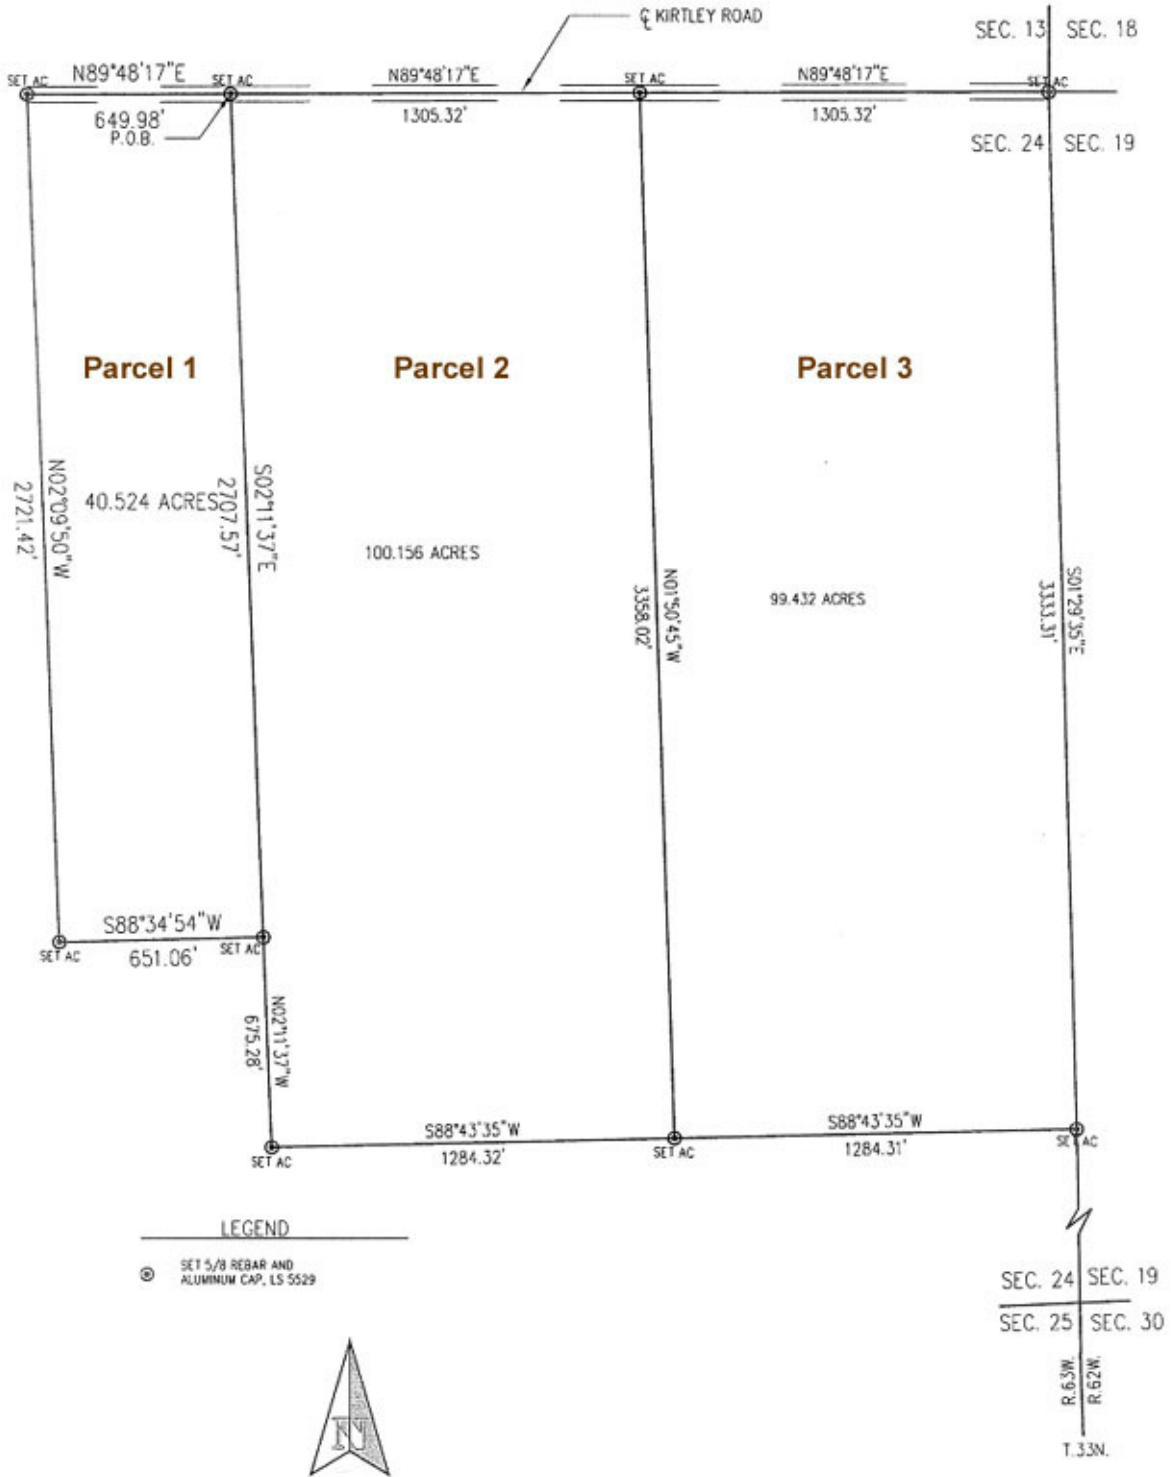 ℄ KIRTLEY ROAD
SEC. 13 SEC. 18
SET AC N89°48'17"E SET AC N89°48'17"E SET AC N89°48'17"E SET AC
649.98' 1305.32' 1305.32'
P.O.B.
SEC. 24 SEC. 19
Parcel 1 Parcel 2 Parcel 3
N02°09'50"W
2721.42'
40.524 ACRES
S02°11'37"E
2707.57'
100.156 ACRES
N01°50'45"W
3358.02'
99.432 ACRES
S01°29'35"E
3333.31'
S88°34'54"W
SET AC 651.06' SET AC
N02°11'37"W
675.28'
S88°43'35"W S88°43'35"W
SET AC 1284.32' SET AC 1284.31' SET AC
LEGEND
SET 5/8 REBAR AND
ALUMINUM CAP, LS 5529
SEC. 24 SEC. 19
SEC. 25 SEC. 30
R.63W. R.62W.
T.33N.
N